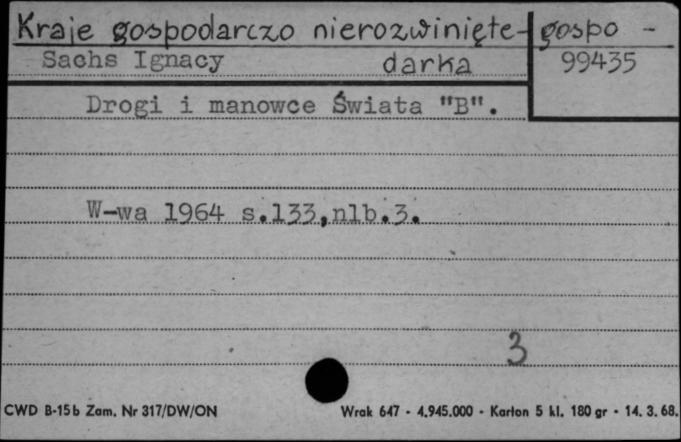 Kraje gospodarczo nierozwinięte- gospo -
Sachs Ignacy darka 99435
Drogi i manowce Świata "B".
W-wa 1964 s.133,nlb.3.
3
CWD B-15b Zam. Nr 317/DW/ON Wrak 647 - 4.945.000 - Karton 5 kl. 180 gr - 14. 3. 68.